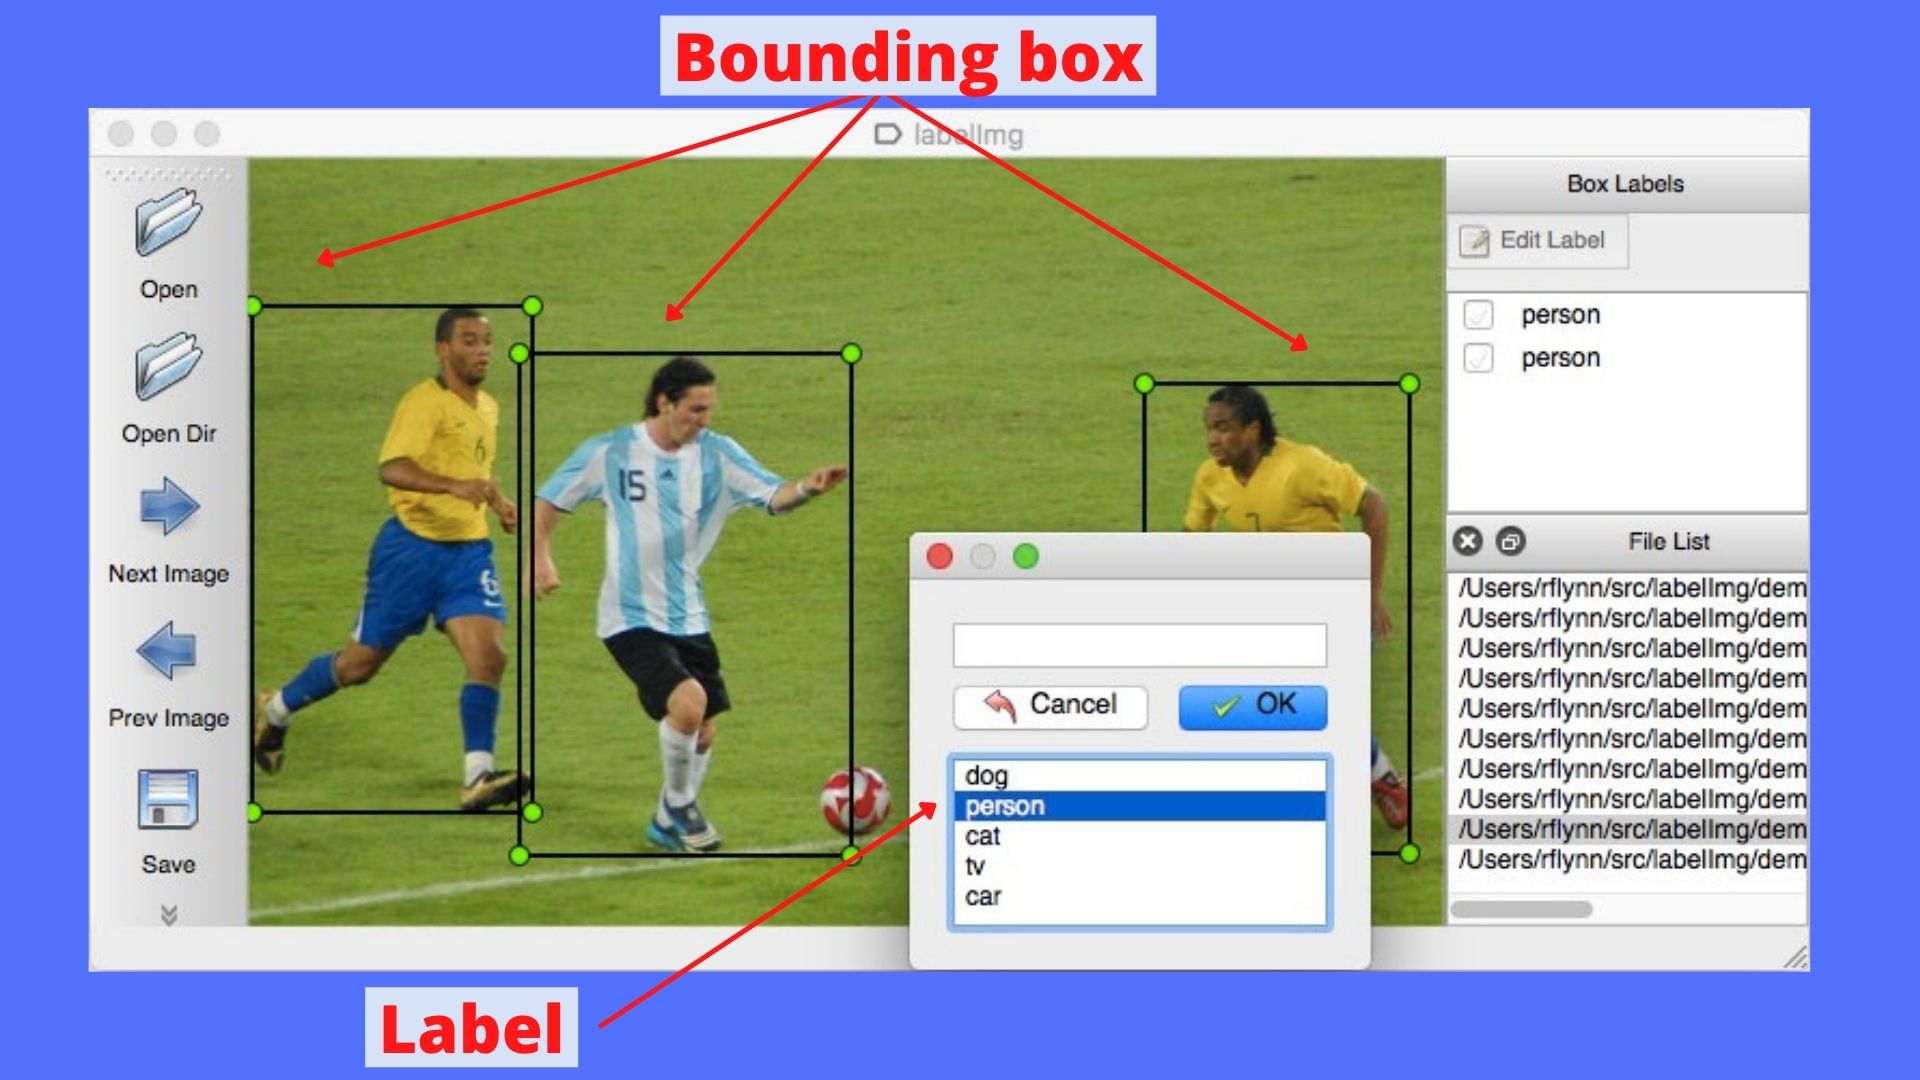 Bounding box
labelImg
Open
Open Dir
Next Image
Prev Image
Save
6
6
15
7
Box Labels
Edit Label
person
person
File List
/Users/rflynn/src/labelImg/dem
/Users/rflynn/src/labelImg/dem
/Users/rflynn/src/labelImg/dem
/Users/rflynn/src/labelImg/dem
/Users/rflynn/src/labelImg/dem
/Users/rflynn/src/labelImg/dem
/Users/rflynn/src/labelImg/dem
/Users/rflynn/src/labelImg/dem
/Users/rflynn/src/labelImg/dem
/Users/rflynn/src/labelImg/dem
Cancel
OK
dog
person
cat
tv
car
Label